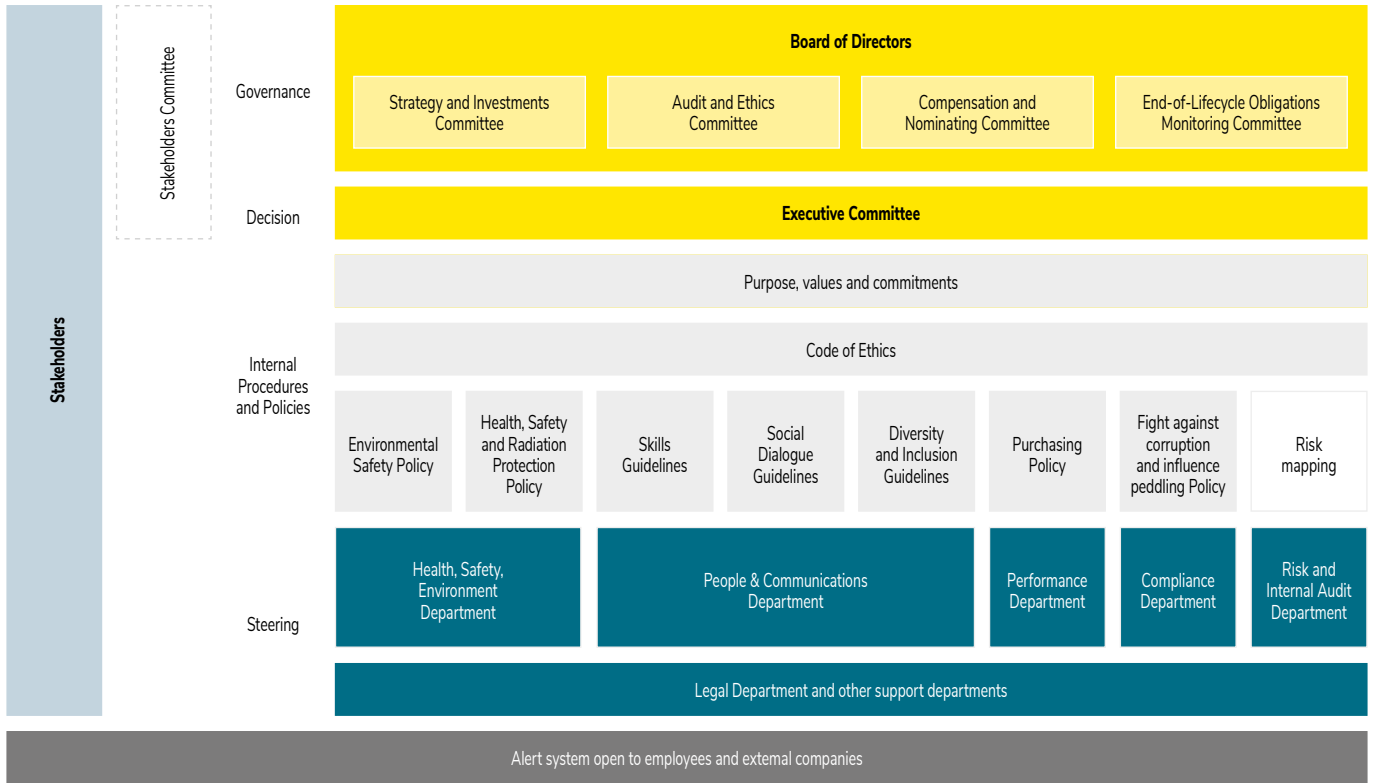 Stakeholders
Stakeholders Committee
Governance
Board of Directors
Strategy and Investments
Committee
Audit and Ethics
Committee
Compensation and
Nominating Committee
End-of-Lifecycle Obligations
Monitoring Committee
Decision
Executive Committee
Internal
Procedures
and Policies
Purpose, values and commitments
Code of Ethics
Environmental
Safety Policy
Health, Safety
and Radiation
Protection
Policy
Skills
Guidelines
Social
Dialogue
Guidelines
Diversity
and Inclusion
Guidelines
Purchasing
Policy
Fight against
corruption
and influence
peddling Policy
Risk
mapping
Steering
Health, Safety,
Environment
Department
People & Communications
Department
Performance
Department
Compliance
Department
Risk and
Internal Audit
Department
Legal Department and other support departments
Alert system open to employees and external companies